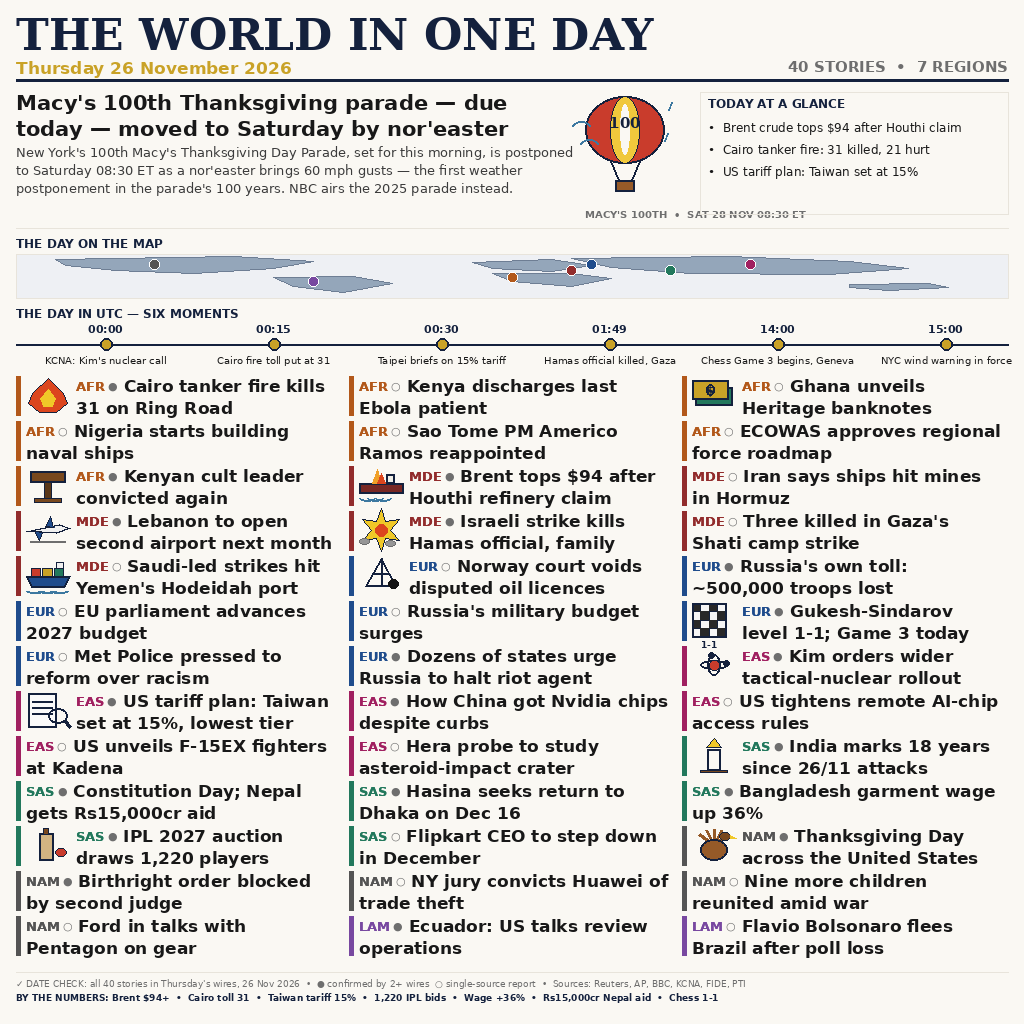 THE WORLD IN ONE DAY
Thursday 26 November 2026
40 STORIES • 7 REGIONS
Macy's 100th Thanksgiving parade — due
today — moved to Saturday by nor'easter
New York's 100th Macy's Thanksgiving Day Parade, set for this morning, is postponed
to Saturday 08:30 ET as a nor'easter brings 60 mph gusts — the first weather
postponement in the parade's 100 years. NBC airs the 2025 parade instead.
100
MACY'S 100TH • SAT 28 NOV 08:30 ET
TODAY AT A GLANCE
• Brent crude tops $94 after Houthi claim
• Cairo tanker fire: 31 killed, 21 hurt
• US tariff plan: Taiwan set at 15%
THE DAY ON THE MAP
THE DAY IN UTC — SIX MOMENTS
00:00 00:15 00:30 01:49 14:00 15:00
KCNA: Kim's nuclear call Cairo fire toll put at 31 Taipei briefs on 15% tariff Hamas official killed, Gaza Chess Game 3 begins, Geneva NYC wind warning in force
AFR ● Cairo tanker fire kills
31 on Ring Road
AFR ○ Kenya discharges last
Ebola patient
AFR ○ Ghana unveils
Heritage banknotes
AFR ○ Nigeria starts building
naval ships
AFR ○ Sao Tome PM Americo
Ramos reappointed
AFR ○ ECOWAS approves regional
force roadmap
AFR ● Kenyan cult leader
convicted again
MDE ● Brent tops $94 after
Houthi refinery claim
MDE ○ Iran says ships hit mines
in Hormuz
MDE ● Lebanon to open
second airport next month
MDE ● Israeli strike kills
Hamas official, family
MDE ○ Three killed in Gaza's
Shati camp strike
MDE ○ Saudi-led strikes hit
Yemen's Hodeidah port
EUR ○ Norway court voids
disputed oil licences
EUR ● Russia's own toll:
~500,000 troops lost
EUR ○ EU parliament advances
2027 budget
EUR ○ Russia's military budget
surges
EUR ● Gukesh-Sindarov
level 1-1; Game 3 today
1-1
EUR ○ Met Police pressed to
reform over racism
EUR ● Dozens of states urge
Russia to halt riot agent
EAS ● Kim orders wider
tactical-nuclear rollout
EAS ● US tariff plan: Taiwan
set at 15%, lowest tier
EAS ● How China got Nvidia chips
despite curbs
EAS ○ US tightens remote AI-chip
access rules
EAS ○ US unveils F-15EX fighters
at Kadena
EAS ○ Hera probe to study
asteroid-impact crater
SAS ● India marks 18 years
since 26/11 attacks
SAS ● Constitution Day; Nepal
gets Rs15,000cr aid
SAS ● Hasina seeks return to
Dhaka on Dec 16
SAS ● Bangladesh garment wage
up 36%
SAS ● IPL 2027 auction
draws 1,220 players
SAS ○ Flipkart CEO to step down
in December
NAM ● Thanksgiving Day
across the United States
NAM ● Birthright order blocked
by second judge
NAM ○ NY jury convicts Huawei of
trade theft
NAM ○ Nine more children
reunited amid war
NAM ○ Ford in talks with
Pentagon on gear
LAM ● Ecuador: US talks review
operations
LAM ○ Flavio Bolsonaro flees
Brazil after poll loss
✓ DATE CHECK: all 40 stories in Thursday's wires, 26 Nov 2026 • ● confirmed by 2+ wires ○ single-source report • Sources: Reuters, AP, BBC, KCNA, FIDE, PTI
BY THE NUMBERS: Brent $94+ • Cairo toll 31 • Taiwan tariff 15% • 1,220 IPL bids • Wage +36% • Rs15,000cr Nepal aid • Chess 1-1